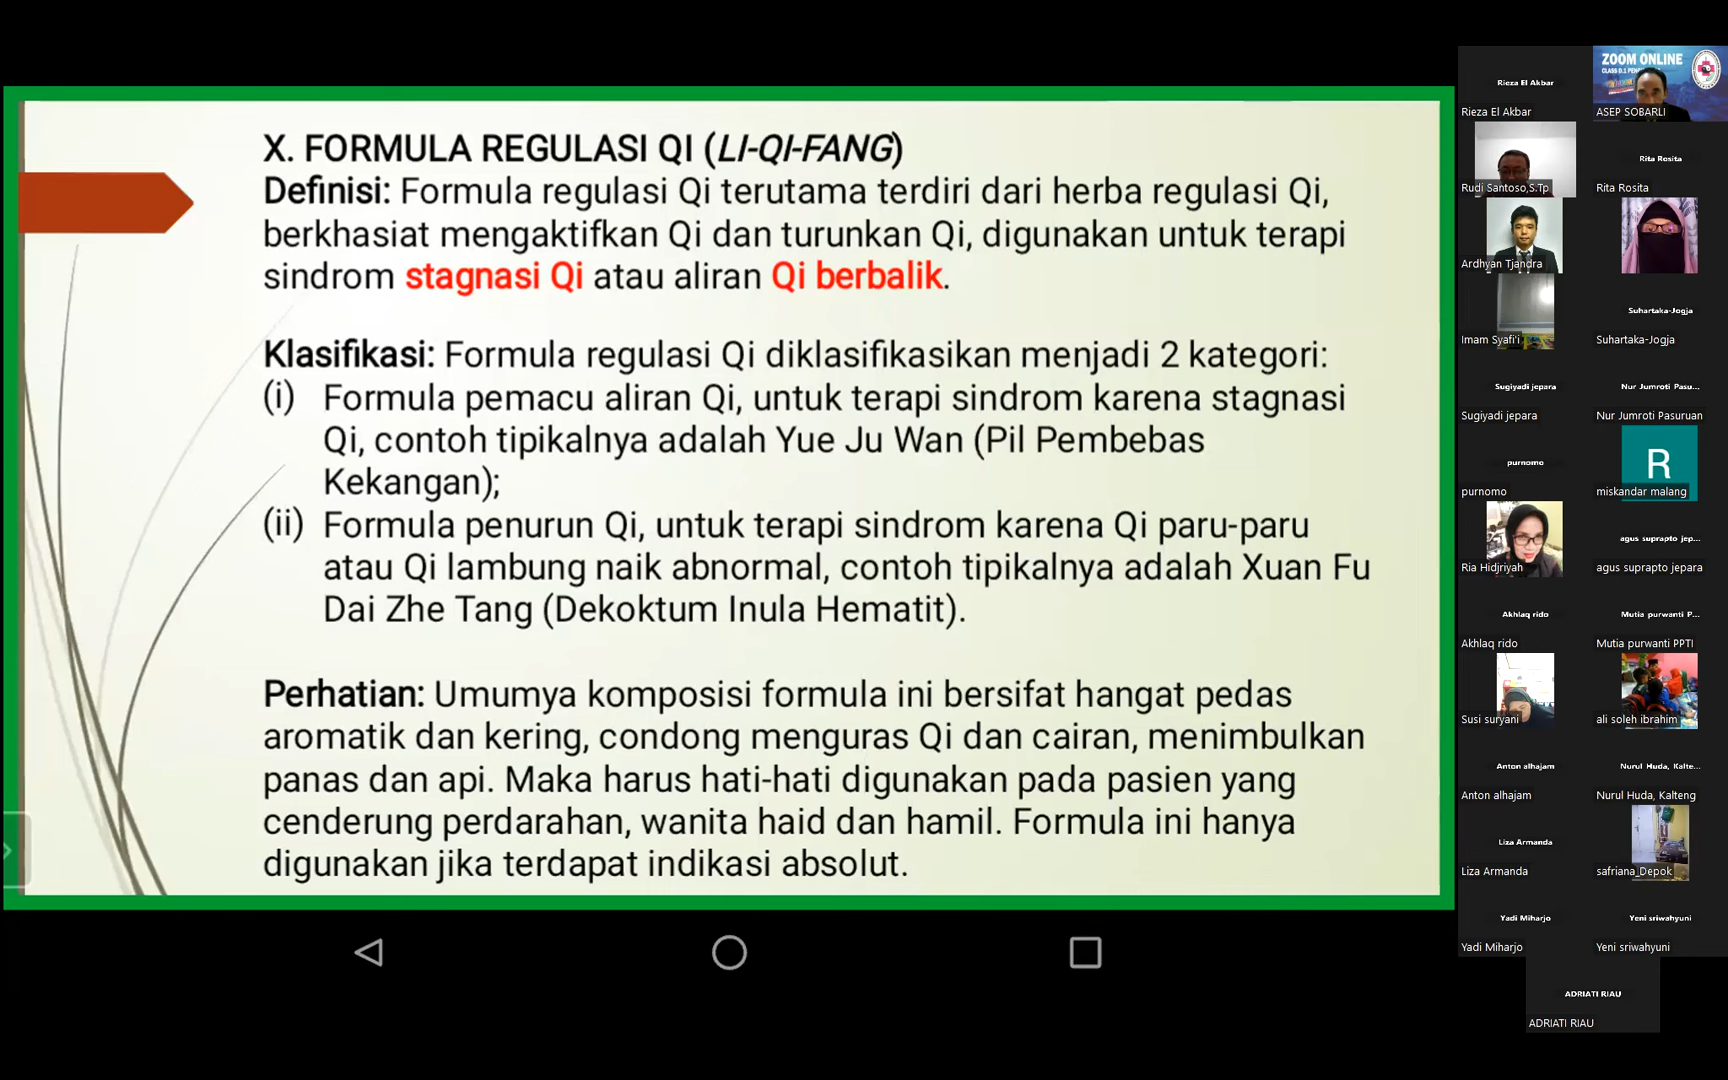 X. FORMULA REGULASI QI (LI-QI-FANG)
Definisi: Formula regulasi Qi terutama terdiri dari herba regulasi Qi,
berkhasiat mengaktifkan Qi dan turunkan Qi, digunakan untuk terapi
sindrom stagnasi Qi atau aliran Qi berbalik.
Klasifikasi: Formula regulasi Qi diklasifikasikan menjadi 2 kategori:
(i) Formula pemacu aliran Qi, untuk terapi sindrom karena stagnasi
Qi, contoh tipikalnya adalah Yue Ju Wan (Pil Pembebas
Kekangan);
(ii) Formula penurun Qi, untuk terapi sindrom karena Qi paru-paru
atau Qi lambung naik abnormal, contoh tipikalnya adalah Xuan Fu
Dai Zhe Tang (Dekoktum Inula Hematit).
Perhatian: Umumya komposisi formula ini bersifat hangat pedas
aromatik dan kering, condong menguras Qi dan cairan, menimbulkan
panas dan api. Maka harus hati-hati digunakan pada pasien yang
cenderung perdarahan, wanita haid dan hamil. Formula ini hanya
digunakan jika terdapat indikasi absolut.
Rieza El Akbar
Rieza El Akbar
ZOOM ONLINE
ASEP SOBARLI
Rudi Santoso,S.Tp
Rita Rosita
Rita Rosita
Ardhyan Tjandra
Imam Syafi'i
Suhartaka-Jogja
Suhartaka-Jogja
Sugiyadi jepara
Sugiyadi jepara
Nur Jumroti Pasu...
Nur Jumroti Pasuruan
purnomo
purnomo
R
miskandar malang
Ria Hidjriyah
agus suprapto jep...
agus suprapto jepara
Akhlaq rido
Akhlaq rido
Mutia purwanti P...
Mutia purwanti PPTI
Susi suryani
ali soleh ibrahim
Anton alhajam
Anton alhajam
Nurul Huda, Kalte...
Nurul Huda, Kalteng
Liza Armanda
Liza Armanda
safriana_Depok
Yadi Miharjo
Yadi Miharjo
Yeni sriwahyuni
Yeni sriwahyuni
ADRIATI RIAU
ADRIATI RIAU